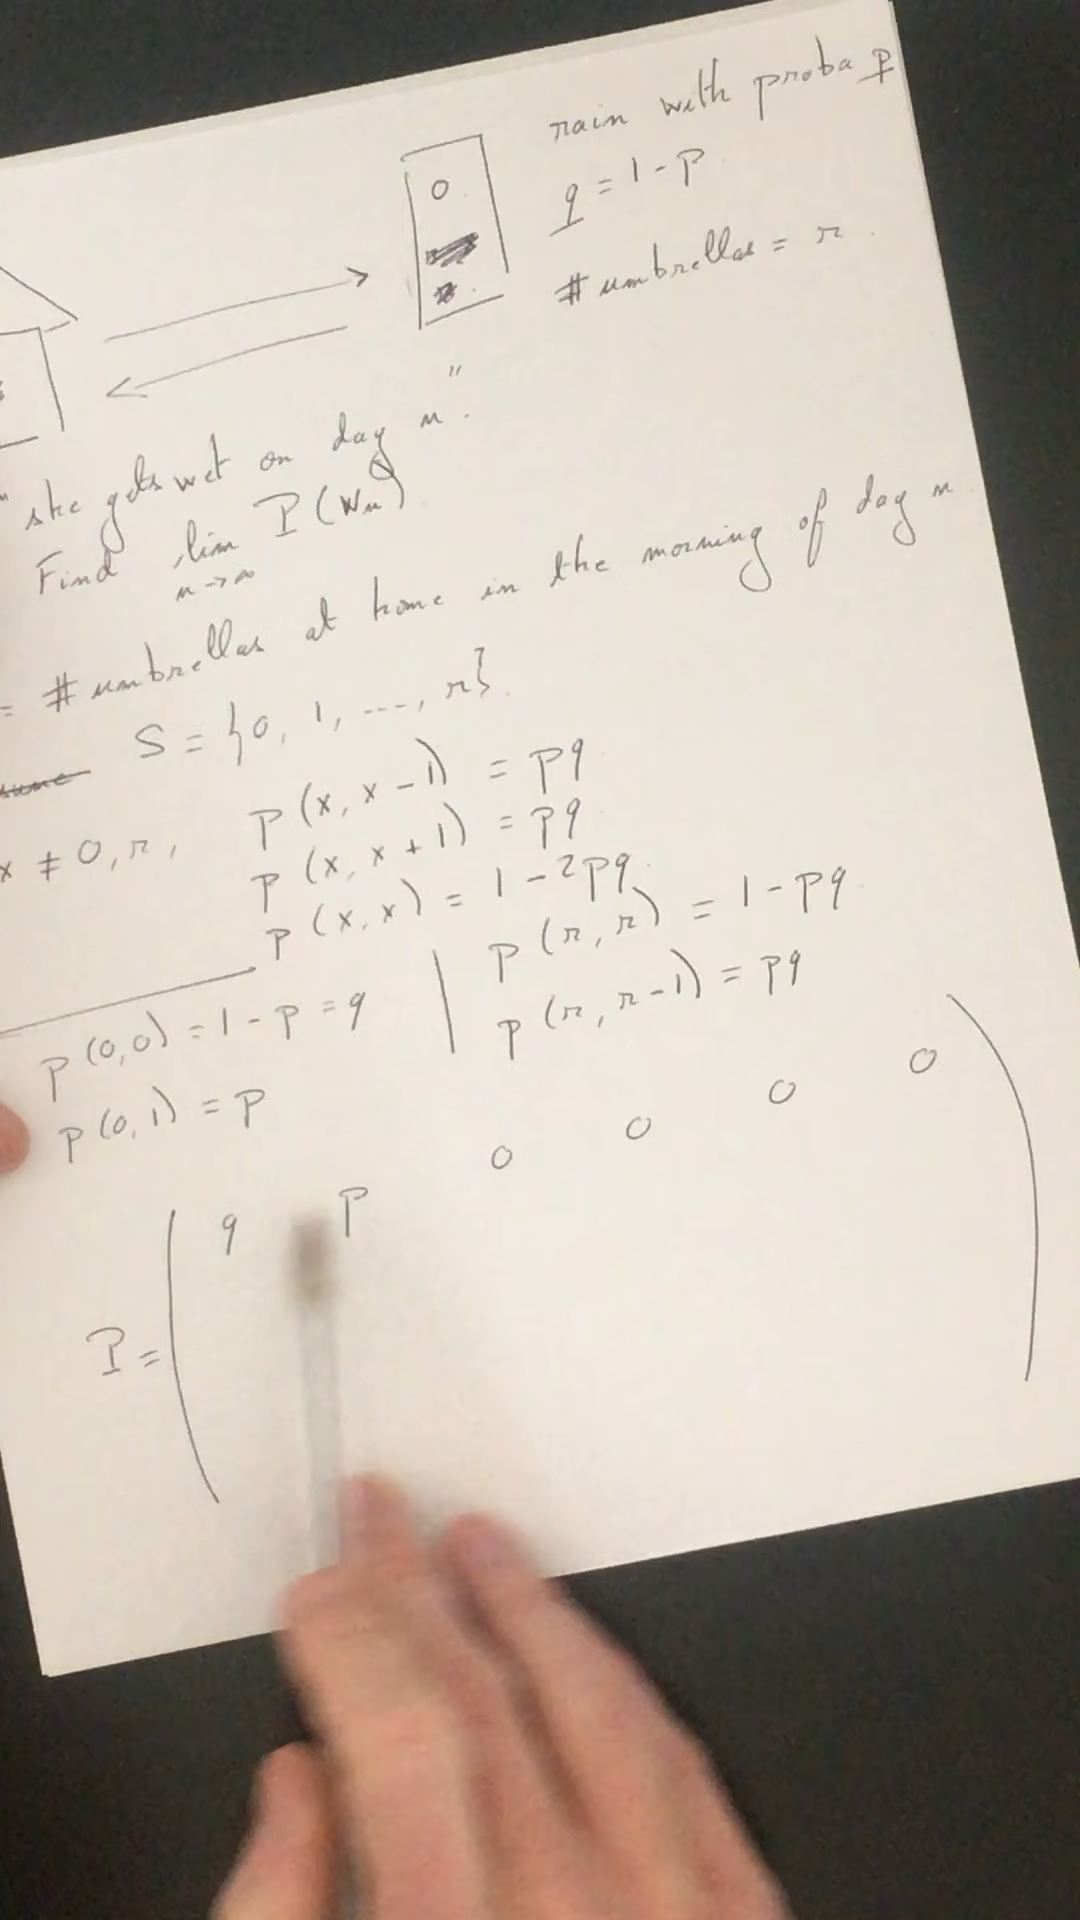 rain with proba p
q = 1 - p
# umbrellas = r.
0
"she gets wet on day n".
Find lim P(Wn)
n→∞
= # umbrellas at home in the morning of day n.
S = {0, 1, ..., r}.
x ≠ 0, r, p(x, x-1) = pq
p(x, x+1) = pq
p(x, x) = 1 - 2pq
p(0,0) = 1 - p = q | p(r, r) = 1 - pq
p(0,1) = p p(r, r-1) = pq
P = ( q p 0 0 0 0 )